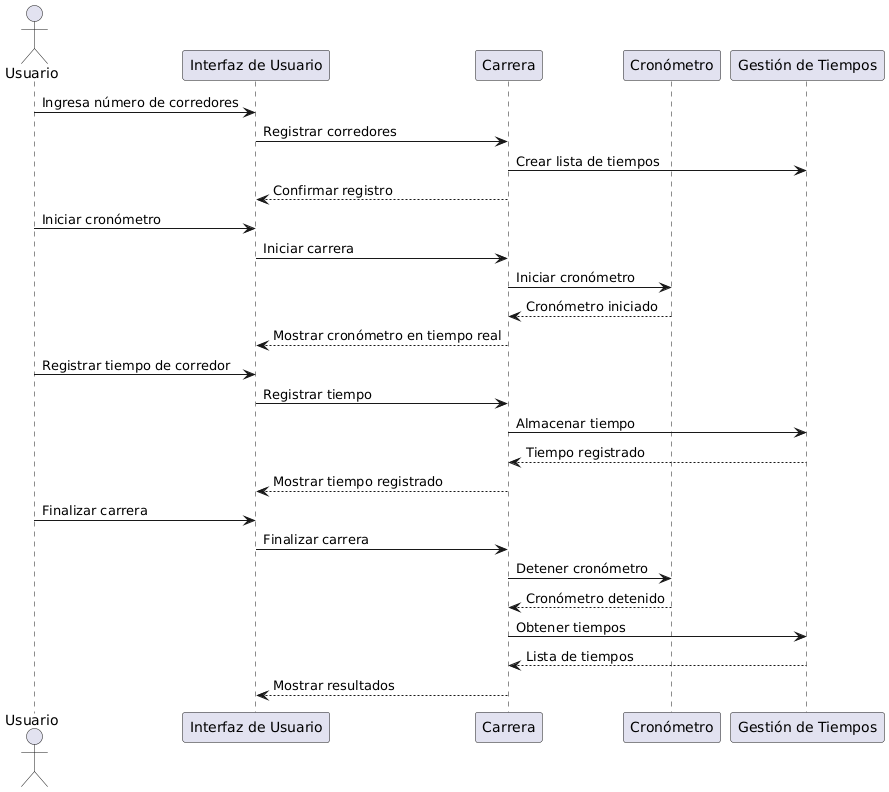 Usuario
Interfaz de Usuario
Carrera
Cronómetro
Gestión de Tiempos
Ingresa número de corredores
Registrar corredores
Crear lista de tiempos
Confirmar registro
Iniciar cronómetro
Iniciar carrera
Iniciar cronómetro
Cronómetro iniciado
Mostrar cronómetro en tiempo real
Registrar tiempo de corredor
Registrar tiempo
Almacenar tiempo
Tiempo registrado
Mostrar tiempo registrado
Finalizar carrera
Finalizar carrera
Detener cronómetro
Cronómetro detenido
Obtener tiempos
Lista de tiempos
Mostrar resultados
Usuario
Interfaz de Usuario
Carrera
Cronómetro
Gestión de Tiempos